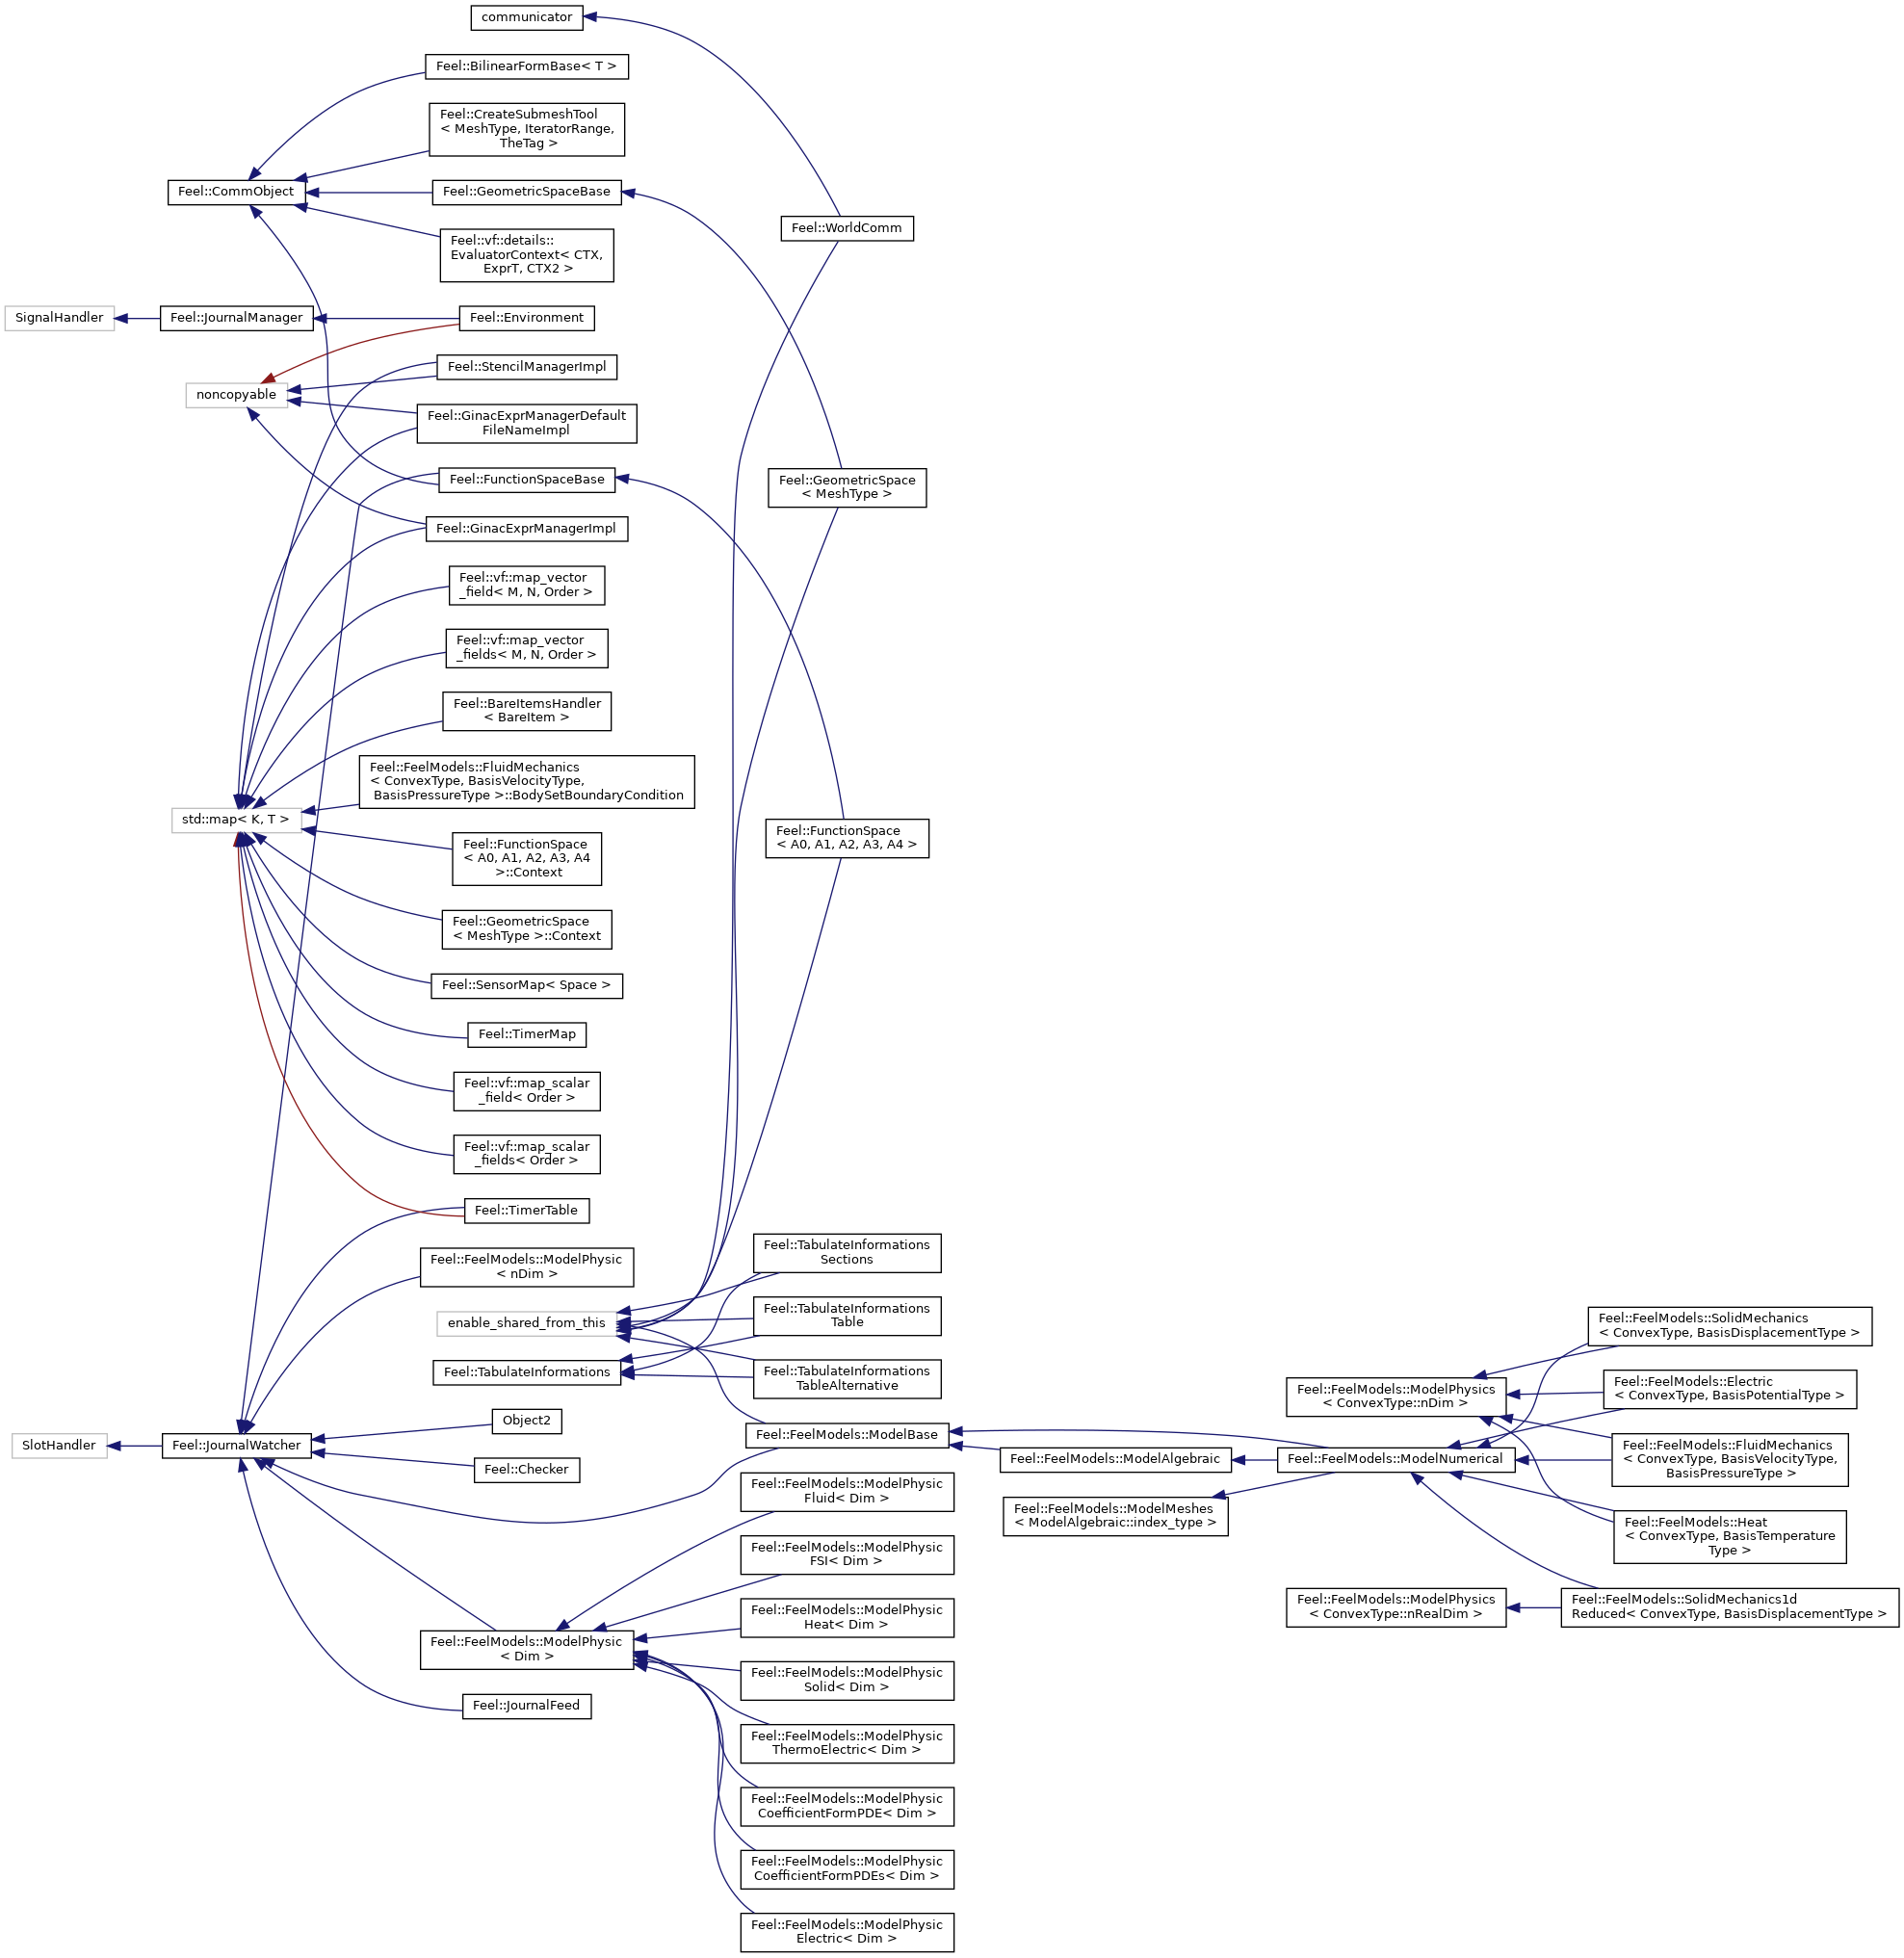 communicator
Feel::BilinearFormBase< T >
Feel::CreateSubmeshTool
< MeshType, IteratorRange,
TheTag >
Feel::CommObject
Feel::GeometricSpaceBase
Feel::vf::details::
EvaluatorContext< CTX,
ExprT, CTX2 >
Feel::WorldComm
SignalHandler
Feel::JournalManager
Feel::Environment
noncopyable
Feel::StencilManagerImpl
Feel::GinacExprManagerDefault
FileNameImpl
Feel::FunctionSpaceBase
Feel::GeometricSpace
< MeshType >
Feel::GinacExprManagerImpl
Feel::vf::map_vector
_field< M, N, Order >
Feel::vf::map_vector
_fields< M, N, Order >
Feel::BareItemsHandler
< BareItem >
Feel::FeelModels::FluidMechanics
< ConvexType, BasisVelocityType,
BasisPressureType >::BodySetBoundaryCondition
std::map< K, T >
Feel::FunctionSpace
< A0, A1, A2, A3, A4
>::Context
Feel::FunctionSpace
< A0, A1, A2, A3, A4 >
Feel::GeometricSpace
< MeshType >::Context
Feel::SensorMap< Space >
Feel::TimerMap
Feel::vf::map_scalar
_field< Order >
Feel::vf::map_scalar
_fields< Order >
Feel::TimerTable
Feel::FeelModels::ModelPhysic
< nDim >
Feel::TabulateInformations
Sections
enable_shared_from_this
Feel::TabulateInformations
Table
Feel::TabulateInformations
Feel::TabulateInformations
TableAlternative
SlotHandler
Feel::JournalWatcher
Object2
Feel::Checker
Feel::FeelModels::ModelBase
Feel::FeelModels::ModelAlgebraic
Feel::FeelModels::ModelMeshes
< ModelAlgebraic::index_type >
Feel::FeelModels::ModelPhysics
< ConvexType::nDim >
Feel::FeelModels::ModelNumerical
Feel::FeelModels::ModelPhysics
< ConvexType::nRealDim >
Feel::FeelModels::SolidMechanics
< ConvexType, BasisDisplacementType >
Feel::FeelModels::Electric
< ConvexType, BasisPotentialType >
Feel::FeelModels::FluidMechanics
< ConvexType, BasisVelocityType,
BasisPressureType >
Feel::FeelModels::Heat
< ConvexType, BasisTemperature
Type >
Feel::FeelModels::SolidMechanics1d
Reduced< ConvexType, BasisDisplacementType >
Feel::FeelModels::ModelPhysic
< Dim >
Feel::JournalFeed
Feel::FeelModels::ModelPhysic
Fluid< Dim >
Feel::FeelModels::ModelPhysic
FSI< Dim >
Feel::FeelModels::ModelPhysic
Heat< Dim >
Feel::FeelModels::ModelPhysic
Solid< Dim >
Feel::FeelModels::ModelPhysic
ThermoElectric< Dim >
Feel::FeelModels::ModelPhysic
CoefficientFormPDE< Dim >
Feel::FeelModels::ModelPhysic
CoefficientFormPDEs< Dim >
Feel::FeelModels::ModelPhysic
Electric< Dim >